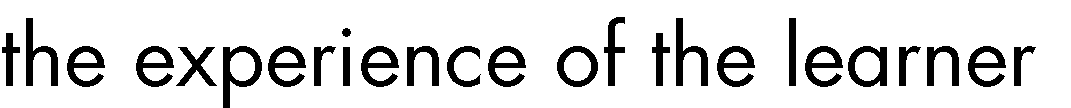 the experience of the learner